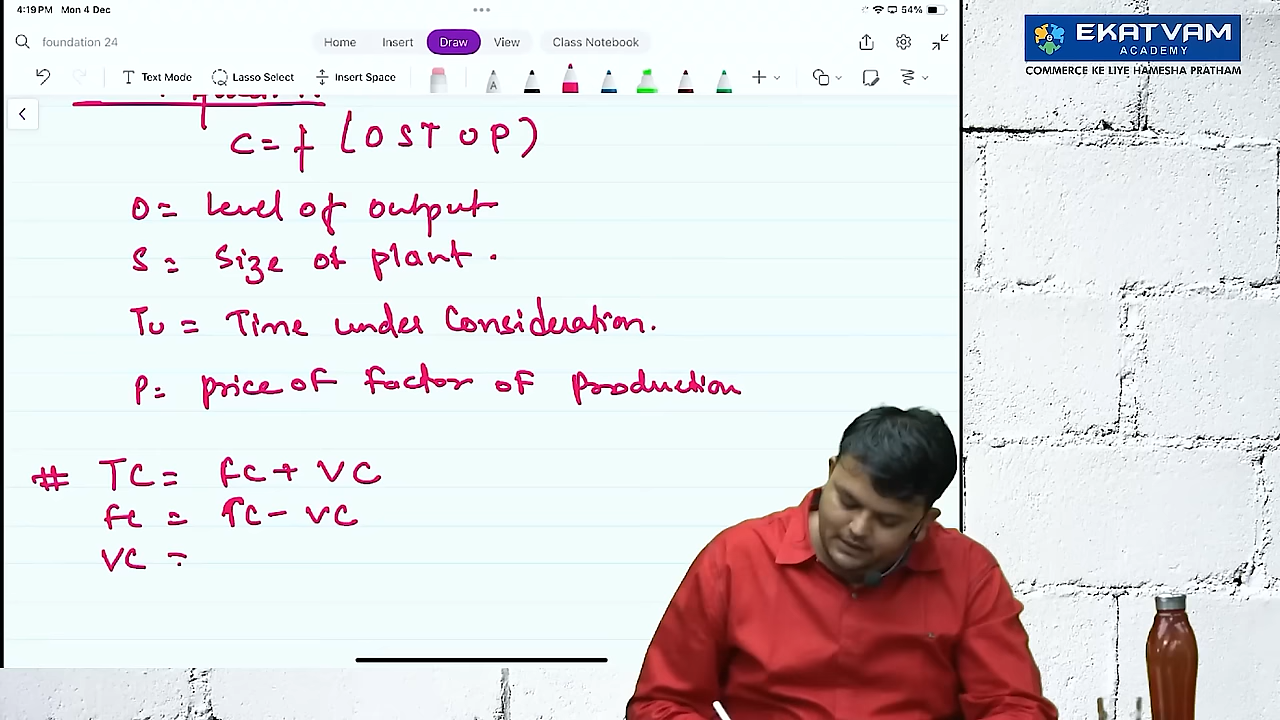 4:19PM Mon 4 Dec
54%
foundation 24
Home Insert Draw View Class Notebook
Text Mode Lasso Select Insert Space
EKATVAM
ACADEMY
COMMERCE KE LIYE HAMESHA PRATHAM
C = f (O S T U P)
O = Level of output
S = Size of plant.
Tu = Time under Consideration.
P = price of factor of production
# TC = FC + VC
FC = TC - VC
VC =